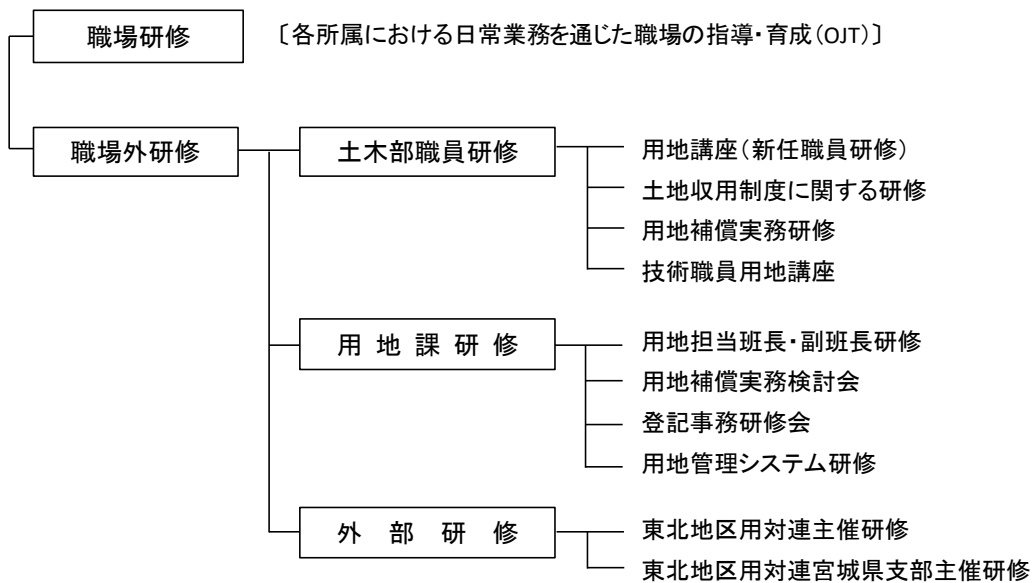 職場研修
〔各所属における日常業務を通じた職場の指導・育成(OJT)〕
職場外研修
土木部職員研修
用地講座(新任職員研修)
土地収用制度に関する研修
用地補償実務研修
技術職員用地講座
用地課研修
用地担当班長・副班長研修
用地補償実務検討会
登記事務研修会
用地管理システム研修
外部研修
東北地区用対連主催研修
東北地区用対連宮城県支部主催研修